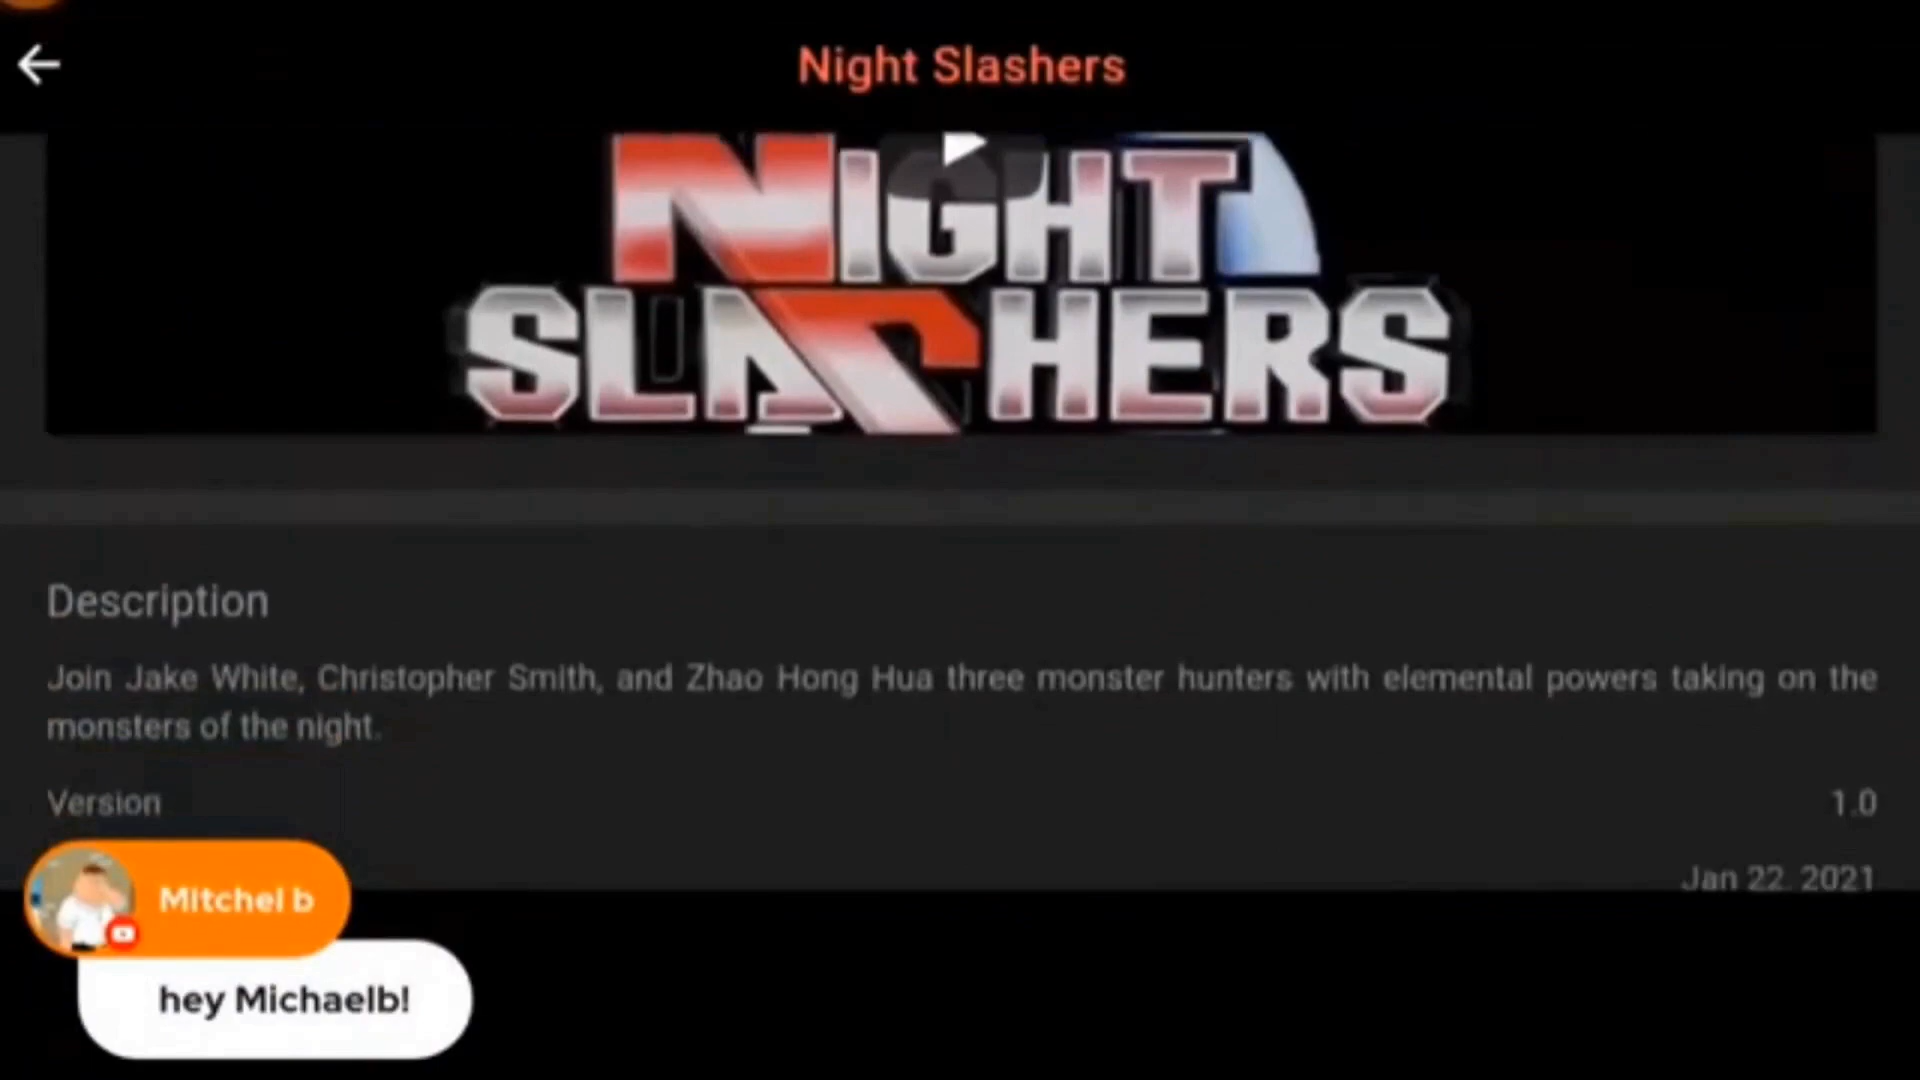 Night Slashers
NIGHT
SLASHERS
Description
Join Jake White, Christopher Smith, and Zhao Hong Hua three monster hunters with elemental powers taking on the
monsters of the night.
Version
1.0
Jan 22, 2021
Mitchel b
hey Michaelb!